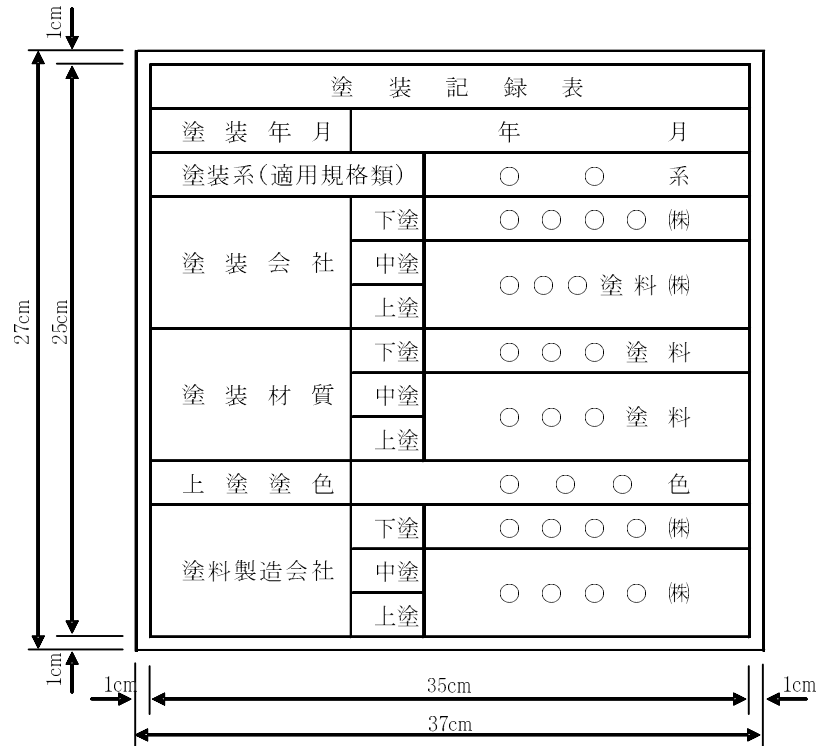 1cm
塗装記録表
塗装年月 年 月
塗装系(適用規格類) ○ ○ 系
塗装会社 下塗 ○○○○㈱
中塗 ○○○塗料㈱
上塗
塗装材質 下塗 ○○○塗料
中塗 ○○○塗料
上塗
上塗塗色 ○○○色
塗料製造会社 下塗 ○○○○㈱
中塗 ○○○○㈱
上塗
27cm
25cm
1cm
1cm 35cm 1cm
37cm